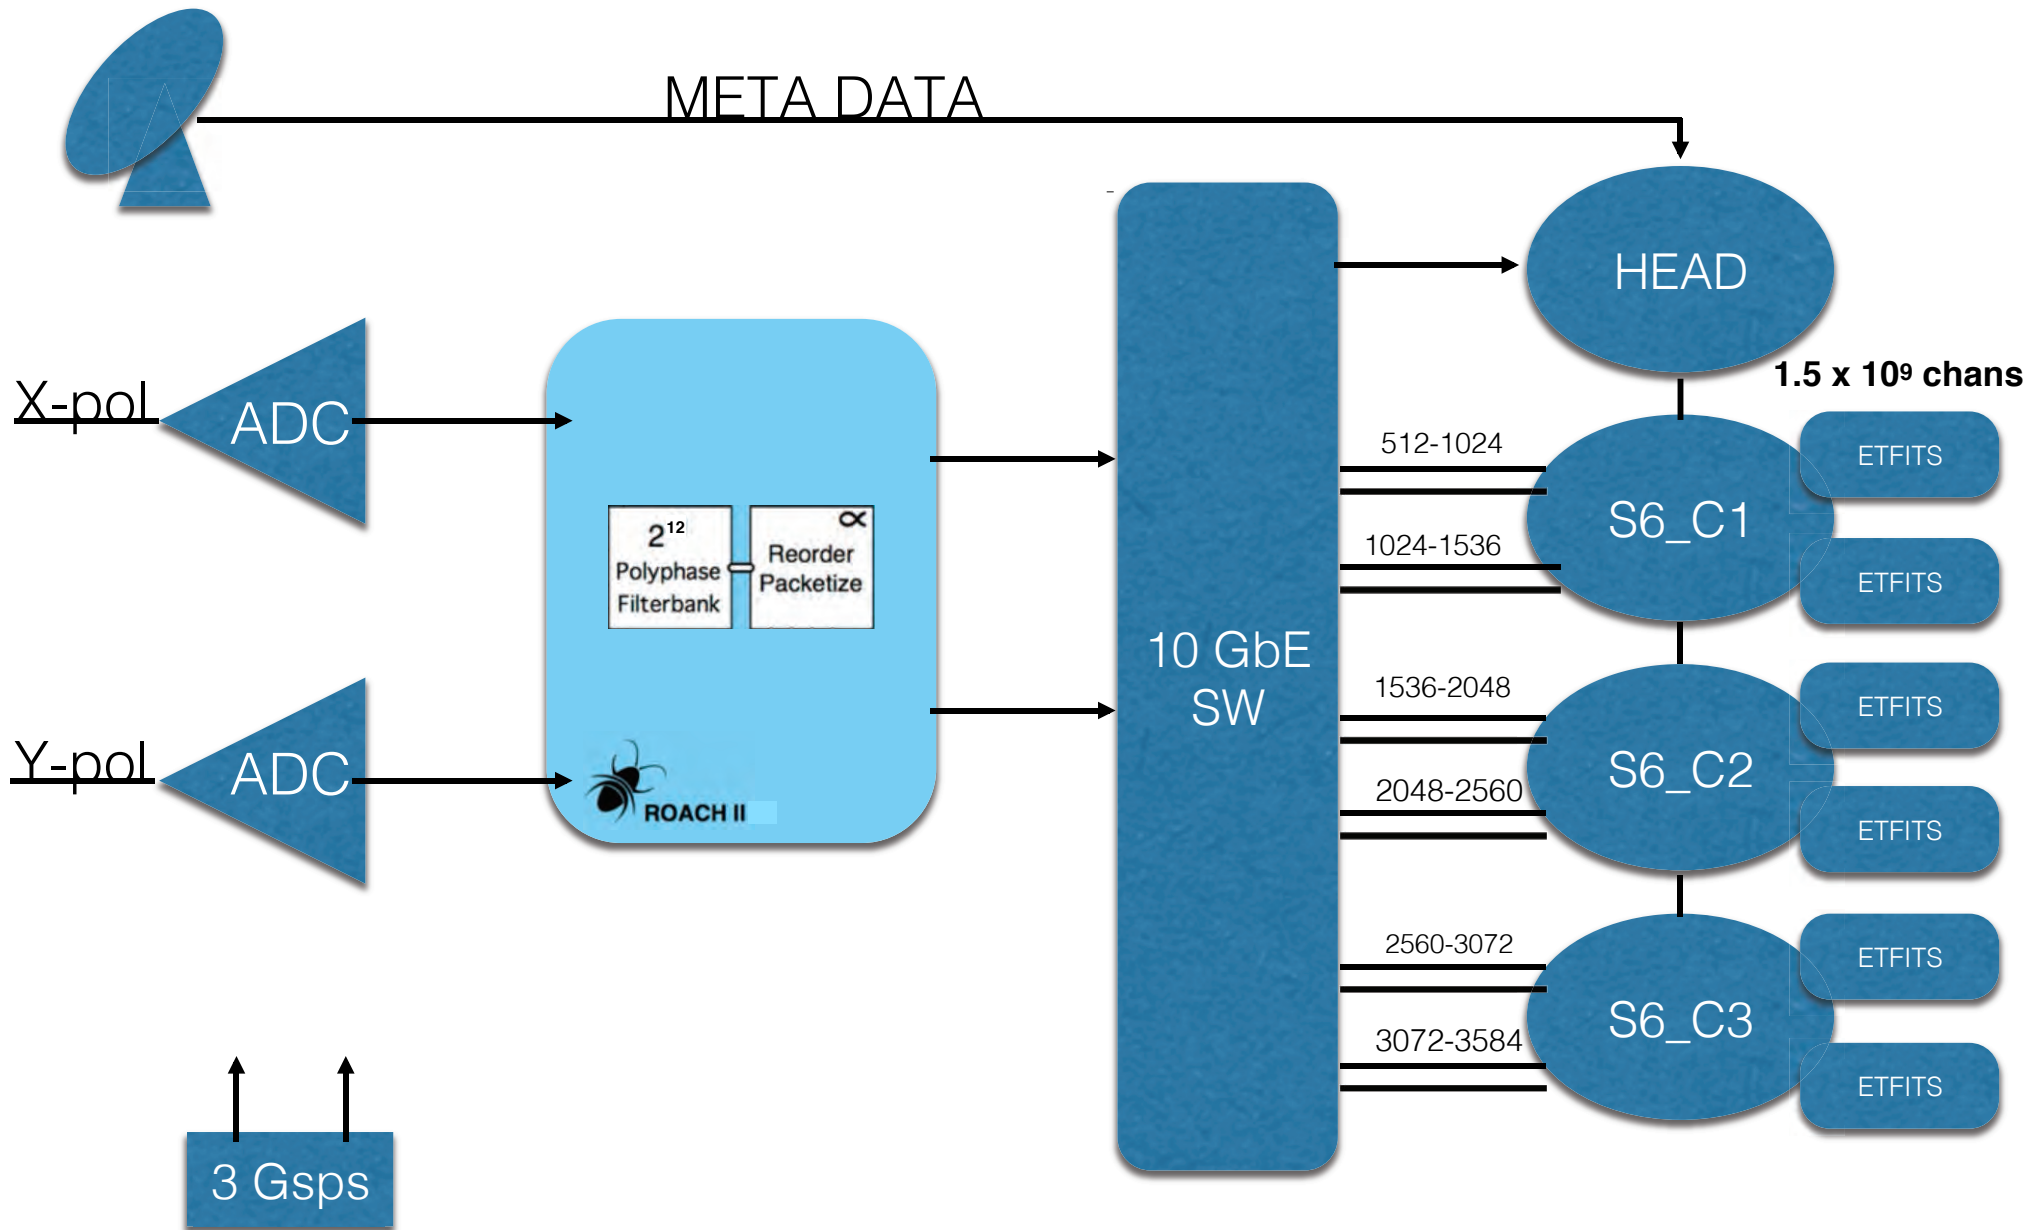 META DATA
HEAD
1.5 x 10⁹ chans
X-pol
ADC
512-1024
ETFITS
S6_C1
2¹²
Polyphase
Filterbank
∝
Reorder
Packetize
1024-1536
ETFITS
10 GbE
SW
1536-2048
ETFITS
S6_C2
Y-pol
ADC
ROACH II
2048-2560
ETFITS
2560-3072
ETFITS
S6_C3
3072-3584
ETFITS
3 Gsps